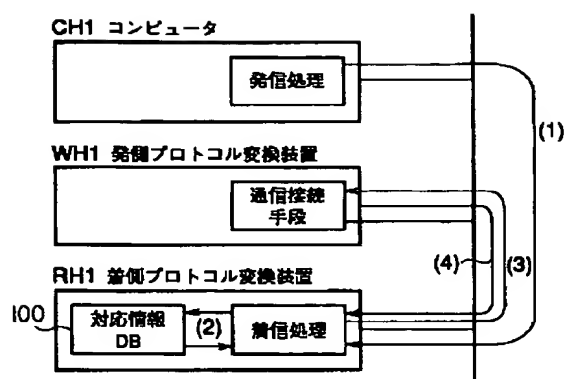 CH1 コンピュータ
発信処理
(1)
WH1 発側プロトコル変換装置
通信接続
手段
(4)
(3)
RH1 着側プロトコル変換装置
100
対応情報
DB
(2)
着信処理